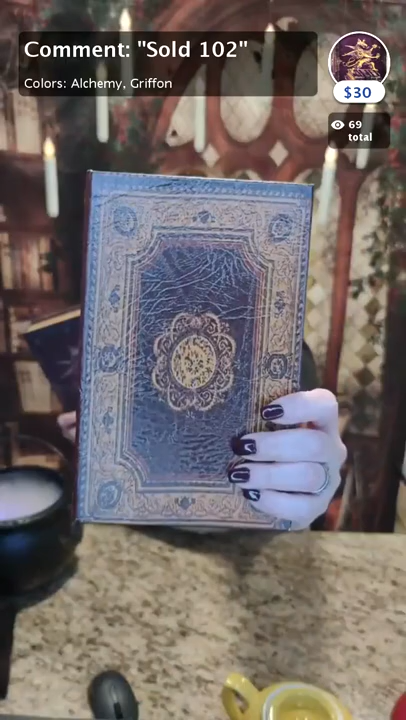 Comment: "Sold 102"
Colors: Alchemy, Griffon
$30
69
total